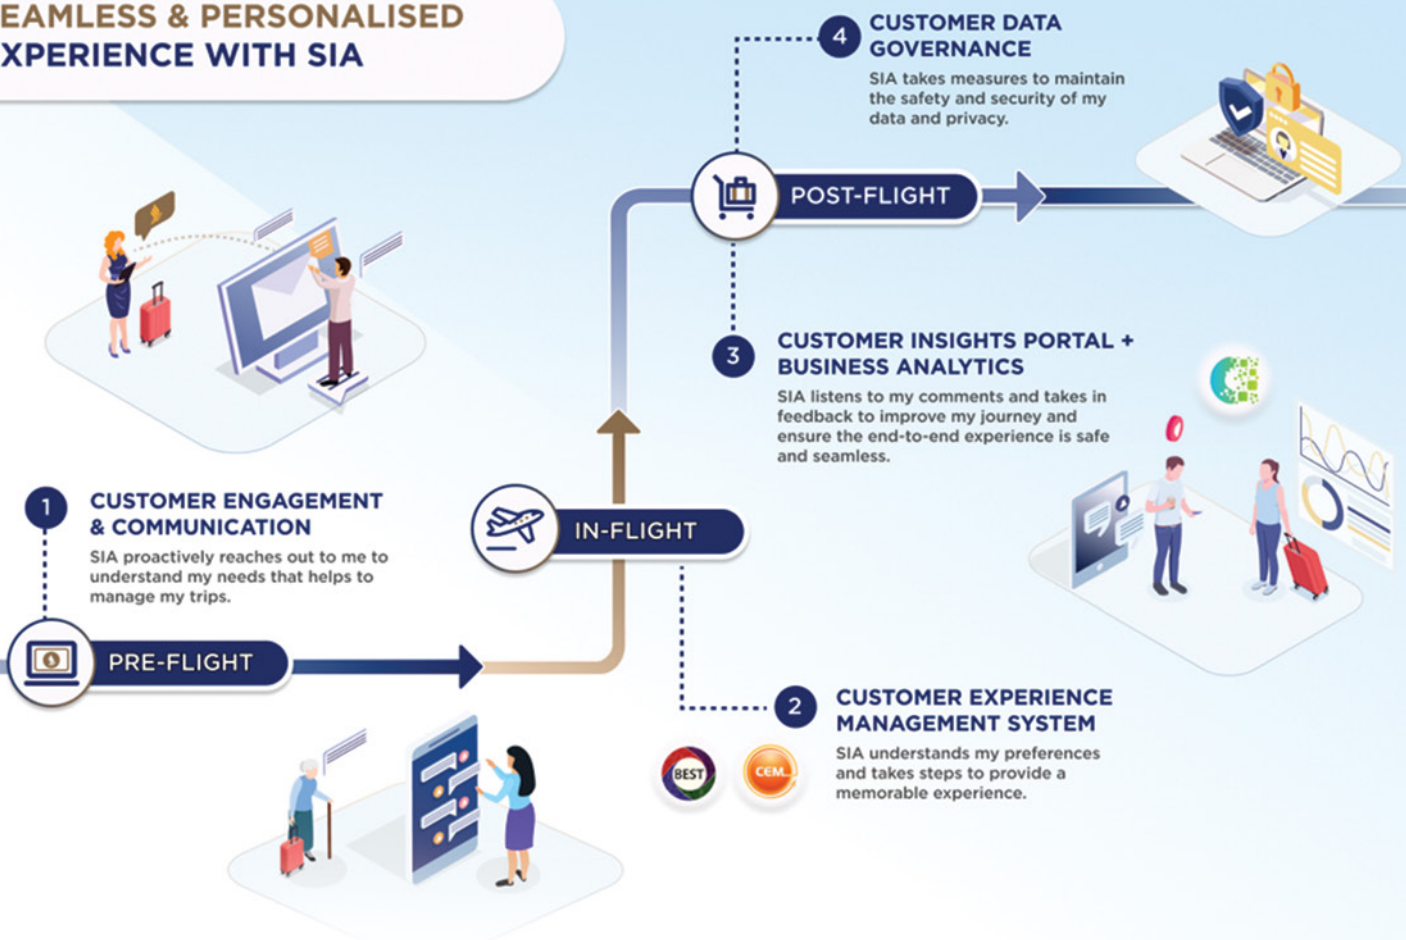 EAMLESS & PERSONALISED
XPERIENCE WITH SIA
4
CUSTOMER DATA
GOVERNANCE
SIA takes measures to maintain
the safety and security of my
data and privacy.
POST-FLIGHT
3
CUSTOMER INSIGHTS PORTAL +
BUSINESS ANALYTICS
SIA listens to my comments and takes in
feedback to improve my journey and
ensure the end-to-end experience is safe
and seamless.
1
CUSTOMER ENGAGEMENT
& COMMUNICATION
SIA proactively reaches out to me to
understand my needs that helps to
manage my trips.
IN-FLIGHT
PRE-FLIGHT
2
CUSTOMER EXPERIENCE
MANAGEMENT SYSTEM
SIA understands my preferences
and takes steps to provide a
memorable experience.
BEST
CEM